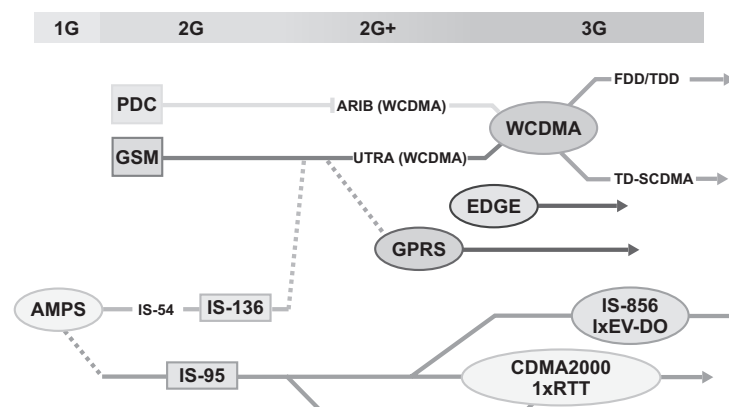 1G 2G 2G+ 3G
FDD/TDD
PDC ARIB (WCDMA)
WCDMA
GSM UTRA (WCDMA)
TD-SCDMA
EDGE
GPRS
AMPS IS-54 IS-136
IS-856
IxEV-DO
IS-95
CDMA2000
1xRTT